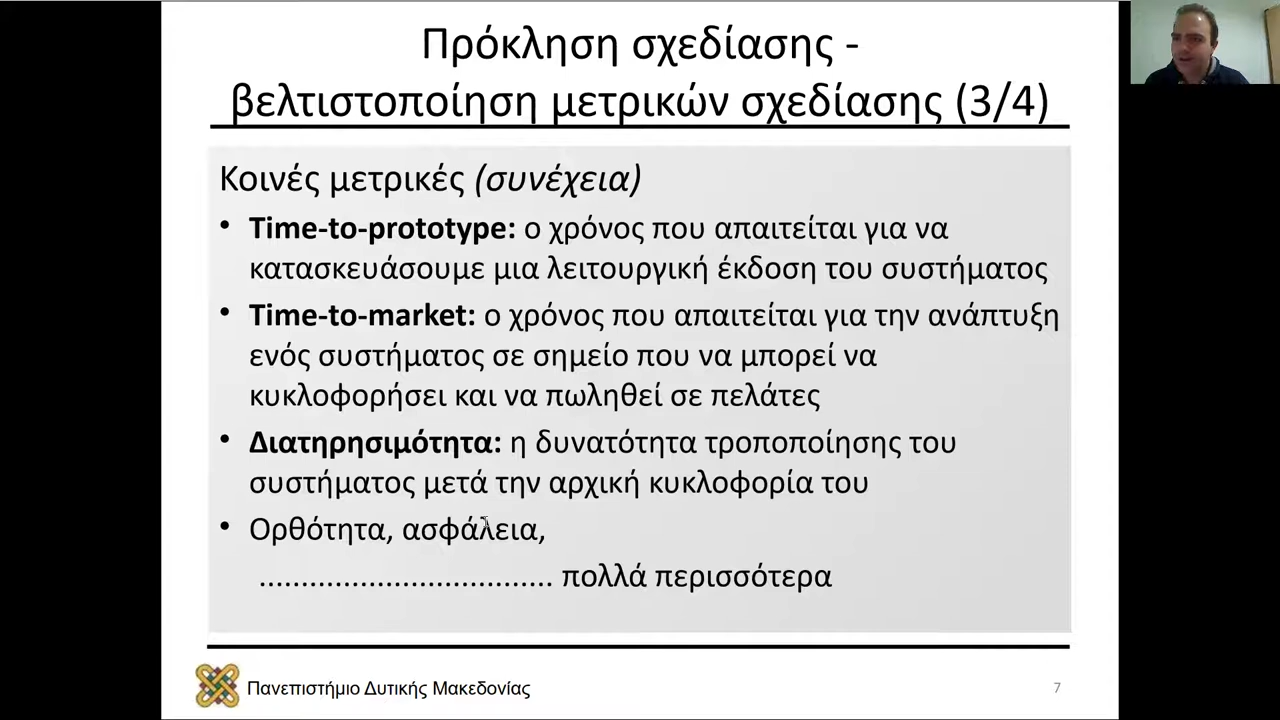 Πρόκληση σχεδίασης -
βελτιστοποίηση μετρικών σχεδίασης (3/4)
Κοινές μετρικές (συνέχεια)
• Time-to-prototype: ο χρόνος που απαιτείται για να
κατασκευάσουμε μια λειτουργική έκδοση του συστήματος
• Time-to-market: ο χρόνος που απαιτείται για την ανάπτυξη
ενός συστήματος σε σημείο που να μπορεί να
κυκλοφορήσει και να πωληθεί σε πελάτες
• Διατηρησιμότητα: η δυνατότητα τροποποίησης του
συστήματος μετά την αρχική κυκλοφορία του
• Ορθότητα, ασφάλεια,
................................... πολλά περισσότερα
Πανεπιστήμιο Δυτικής Μακεδονίας
7